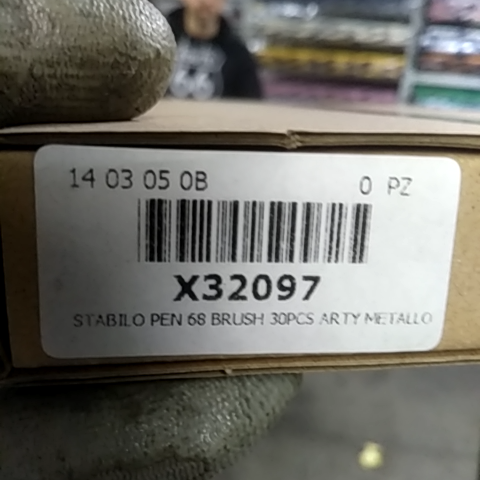 14 03 05 0B 0 PZ
X32097
STABILO PEN 68 BRUSH 30PCS ARTY METALLO